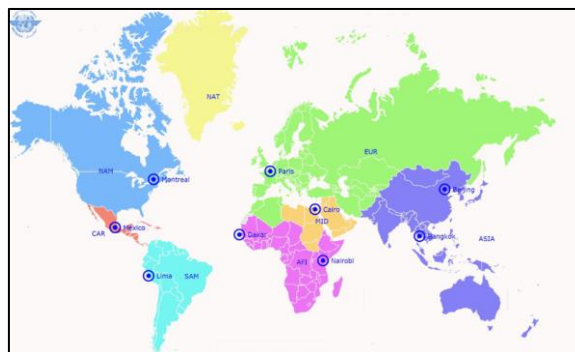 NAT
EUR
NAM
Montreal
Paris
Beijing
Cairo
MID
Mexico
CAR
Dakar
Bangkok
ASIA
AFI
Nairobi
Lima
SAM